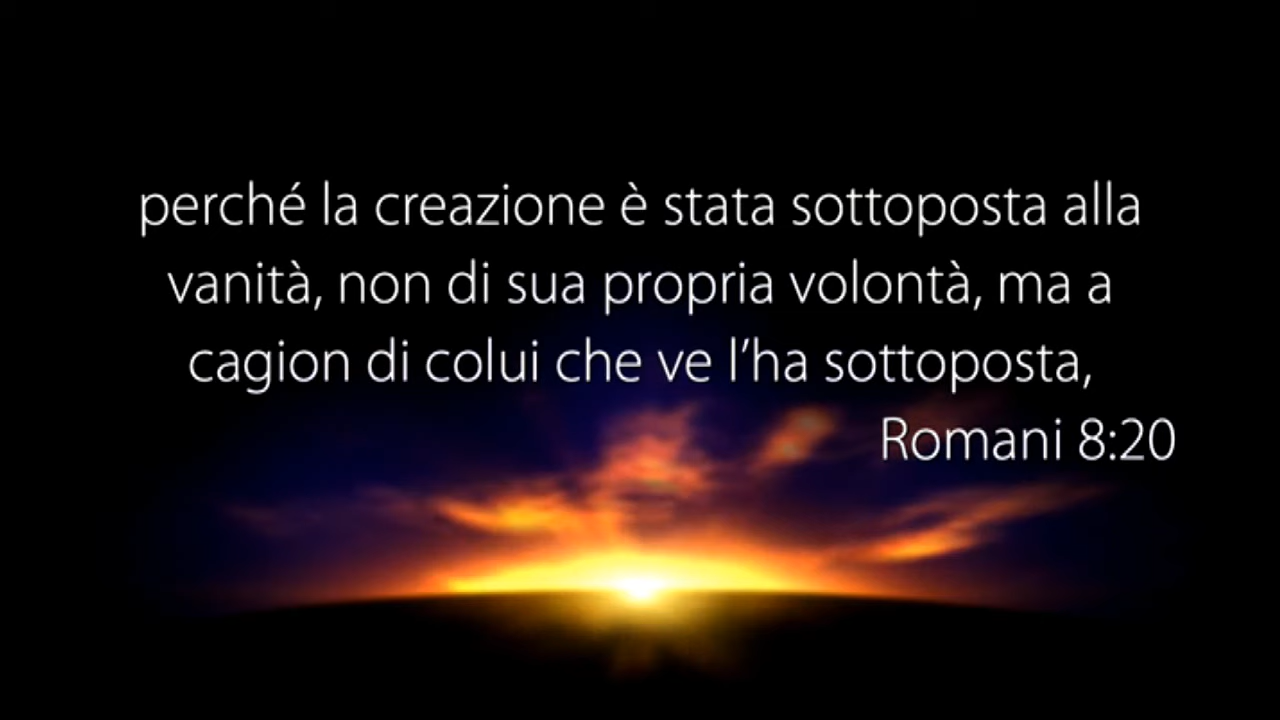 perché la creazione è stata sottoposta alla
vanità, non di sua propria volontà, ma a
cagion di colui che ve l’ha sottoposta,
Romani 8:20